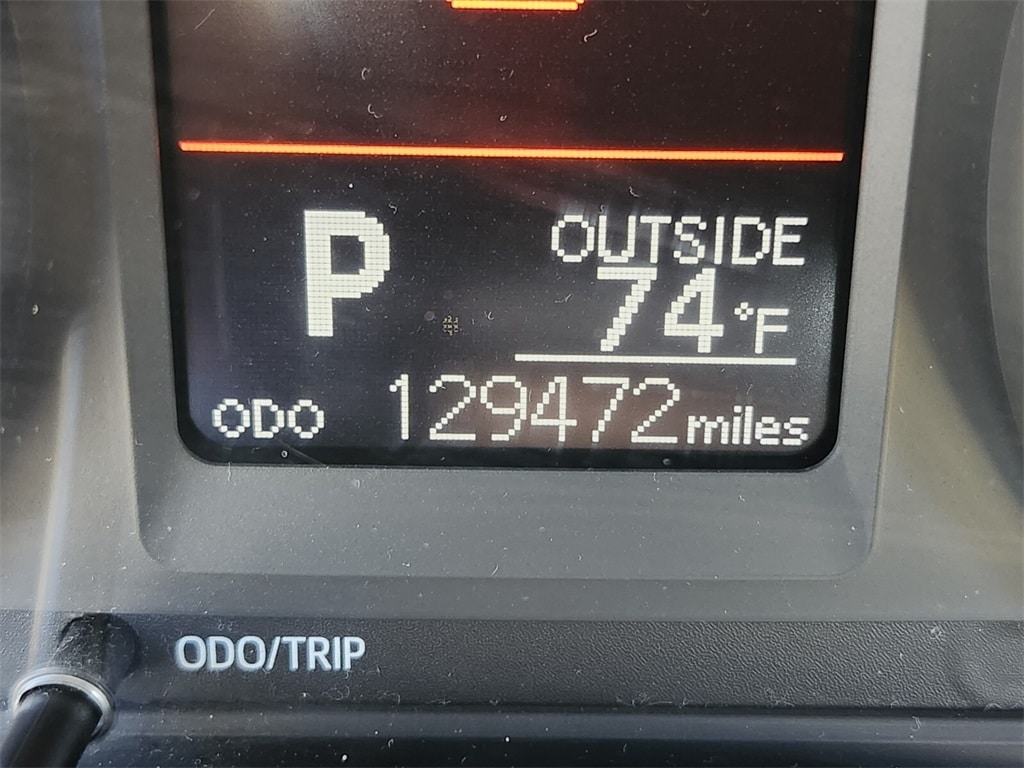 P
OUTSIDE
74°F
ODO 129472 miles
ODO/TRIP